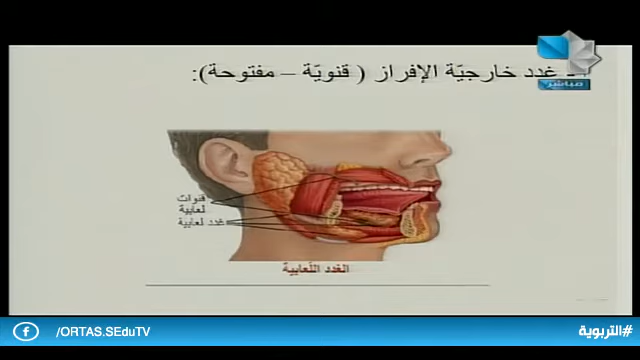 غدد خارجيّة الإفراز ( قنويّة – مفتوحة):
مباشر
قنوات
لعابية
غدد لعابية
الغدد اللّعابية
/ORTAS.SEduTV
#التربوية